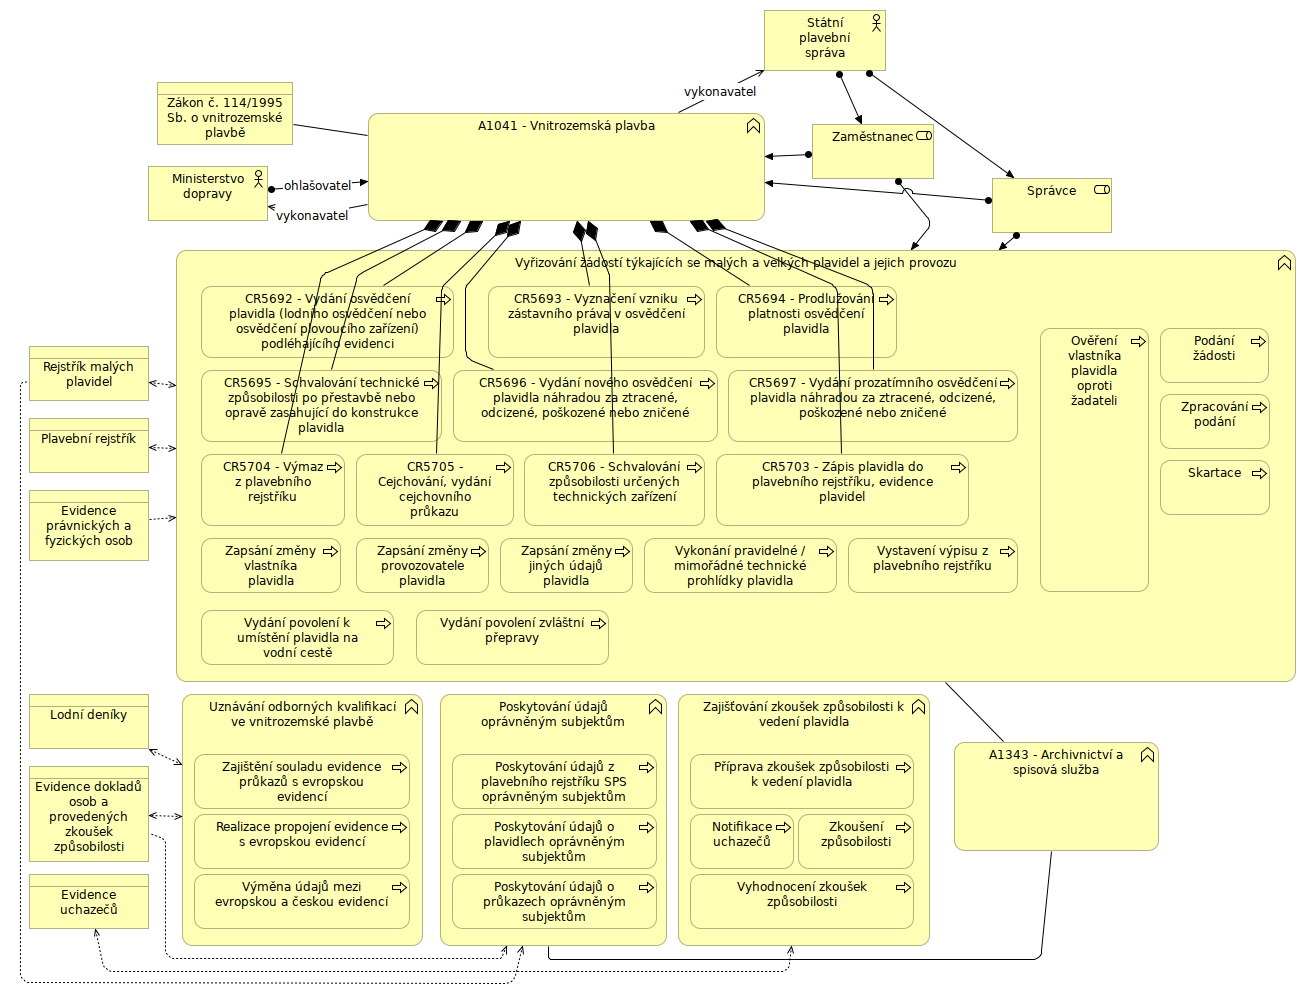 Státní
plavební
správa
vykonavatel
Zákon č. 114/1995
Sb. o vnitrozemské
plavbě
A1041 - Vnitrozemská plavba
Zaměstnanec
Ministerstvo
dopravy
ohlašovatel
vykonavatel
Správce
Vyřizování žádostí týkajících se malých a velkých plavidel a jejich provozu
CR5692 - Vydání osvědčení
plavidla (lodního osvědčení nebo
osvědčení plovoucího zařízení)
podléhajícího evidenci
CR5693 - Vyznačení vzniku
zástavního práva v osvědčení
plavidla
CR5694 - Prodlužování
platnosti osvědčení
plavidla
Ověření
vlastníka
plavidla
oproti
žadateli
Podání
žádosti
Zpracování
podání
Skartace
Rejstřík malých
plavidel
Plavební rejstřík
Evidence
právnických a
fyzických osob
CR5695 - Schvalování technické
způsobilosti po přestavbě nebo
opravě zasahující do konstrukce
plavidla
CR5696 - Vydání nového osvědčení
plavidla náhradou za ztracené,
odcizené, poškozené nebo zničené
CR5697 - Vydání prozatímního osvědčení
plavidla náhradou za ztracené, odcizené,
poškozené nebo zničené
CR5704 - Výmaz
z plavebního
rejstříku
CR5705 -
Cejchování, vydání
cejchovního
průkazu
CR5706 - Schvalování
způsobilosti určených
technických zařízení
CR5703 - Zápis plavidla do
plavebního rejstříku, evidence
plavidel
Zapsání změny
vlastníka
plavidla
Zapsání změny
provozovatele
plavidla
Zapsání změny
jiných údajů
plavidla
Vykonání pravidelné /
mimořádné technické
prohlídky plavidla
Vystavení výpisu z
plavebního rejstříku
Vydání povolení k
umístění plavidla na
vodní cestě
Vydání povolení zvláštní
přepravy
Lodní deníky
Evidence dokladů
osob a
provedených
zkoušek
způsobilosti
Evidence
uchazečů
Uznávání odborných kvalifikací
ve vnitrozemské plavbě
Zajištění souladu evidence
průkazů s evropskou
evidencí
Realizace propojení evidence
s evropskou evidencí
Výměna údajů mezi
evropskou a českou evidencí
Poskytování údajů
oprávněným subjektům
Poskytování údajů z
plavebního rejstříku SPS
oprávněným subjektům
Poskytování údajů o
plavidlech oprávněným
subjektům
Poskytování údajů o
průkazech oprávněným
subjektům
Zajišťování zkoušek způsobilosti k
vedení plavidla
Příprava zkoušek způsobilosti
k vedení plavidla
Notifikace
uchazečů
Zkoušení
způsobilosti
Vyhodnocení zkoušek
způsobilosti
A1343 - Archivnictví a
spisová služba